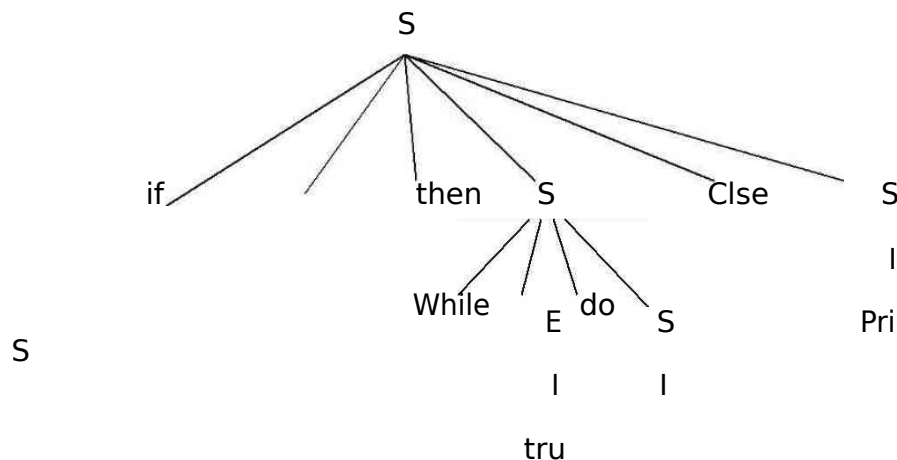 S
if then S Clse S
I
While E do S Pri
S
I I
tru